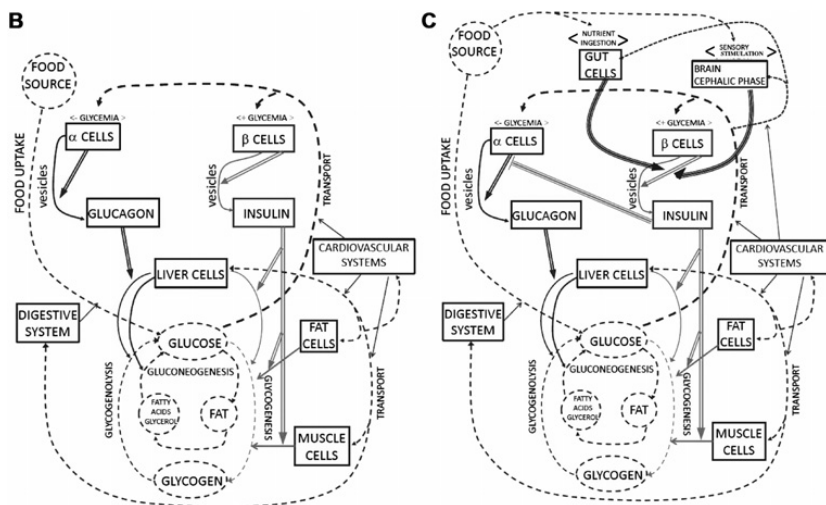 B
FOOD
SOURCE
<- GLYCEMIA >
α CELLS
<+ GLYCEMIA >
β CELLS
FOOD UPTAKE
vesicles
vesicles
TRANSPORT
GLUCAGON
INSULIN
LIVER CELLS
CARDIOVASCULAR
SYSTEMS
DIGESTIVE
SYSTEM
GLUCOSE
FAT
CELLS
GLYCOGENOLYSIS
GLUCONEOGENESIS
GLYCOGENESIS
FATTY
ACIDS
GLYCEROL
FAT
TRANSPORT
MUSCLE
CELLS
GLYCOGEN
C
FOOD
SOURCE
< NUTRIENT
INGESTION >
GUT
CELLS
< SENSORY
STIMULATION >
BRAIN
CEPHALIC PHASE
<- GLYCEMIA >
α CELLS
<+ GLYCEMIA >
β CELLS
FOOD UPTAKE
vesicles
vesicles
TRANSPORT
GLUCAGON
INSULIN
LIVER CELLS
CARDIOVASCULAR
SYSTEMS
DIGESTIVE
SYSTEM
GLUCOSE
FAT
CELLS
GLYCOGENOLYSIS
GLUCONEOGENESIS
GLYCOGENESIS
FATTY
ACIDS
GLYCEROL
FAT
TRANSPORT
MUSCLE
CELLS
GLYCOGEN